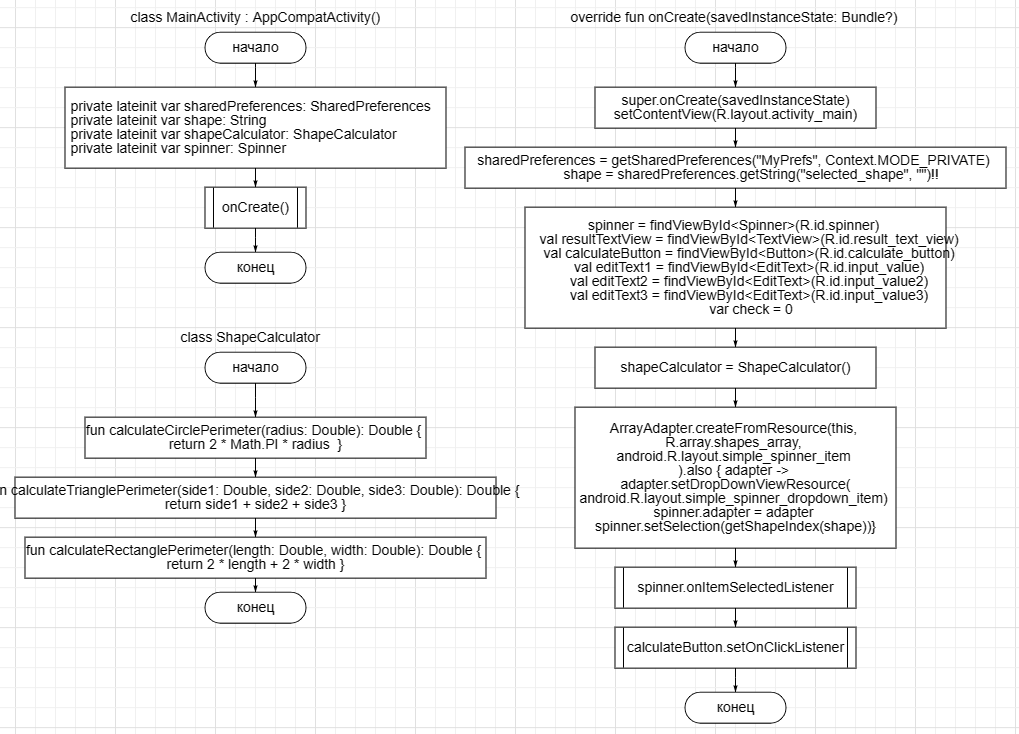 class MainActivity : AppCompatActivity()
начало
private lateinit var sharedPreferences: SharedPreferences
private lateinit var shape: String
private lateinit var shapeCalculator: ShapeCalculator
private lateinit var spinner: Spinner
onCreate()
конец
class ShapeCalculator
начало
fun calculateCirclePerimeter(radius: Double): Double {
return 2 * Math.PI * radius }
n calculateTrianglePerimeter(side1: Double, side2: Double, side3: Double): Double {
return side1 + side2 + side3 }
fun calculateRectanglePerimeter(length: Double, width: Double): Double {
return 2 * length + 2 * width }
конец
override fun onCreate(savedInstanceState: Bundle?)
начало
super.onCreate(savedInstanceState)
setContentView(R.layout.activity_main)
sharedPreferences = getSharedPreferences("MyPrefs", Context.MODE_PRIVATE)
shape = sharedPreferences.getString("selected_shape", "")!!
spinner = findViewById<Spinner>(R.id.spinner)
val resultTextView = findViewById<TextView>(R.id.result_text_view)
val calculateButton = findViewById<Button>(R.id.calculate_button)
val editText1 = findViewById<EditText>(R.id.input_value)
val editText2 = findViewById<EditText>(R.id.input_value2)
val editText3 = findViewById<EditText>(R.id.input_value3)
var check = 0
shapeCalculator = ShapeCalculator()
ArrayAdapter.createFromResource(this,
R.array.shapes_array,
android.R.layout.simple_spinner_item
).also { adapter ->
adapter.setDropDownViewResource(
android.R.layout.simple_spinner_dropdown_item)
spinner.adapter = adapter
spinner.setSelection(getShapeIndex(shape))}
spinner.onItemSelectedListener
calculateButton.setOnClickListener
конец